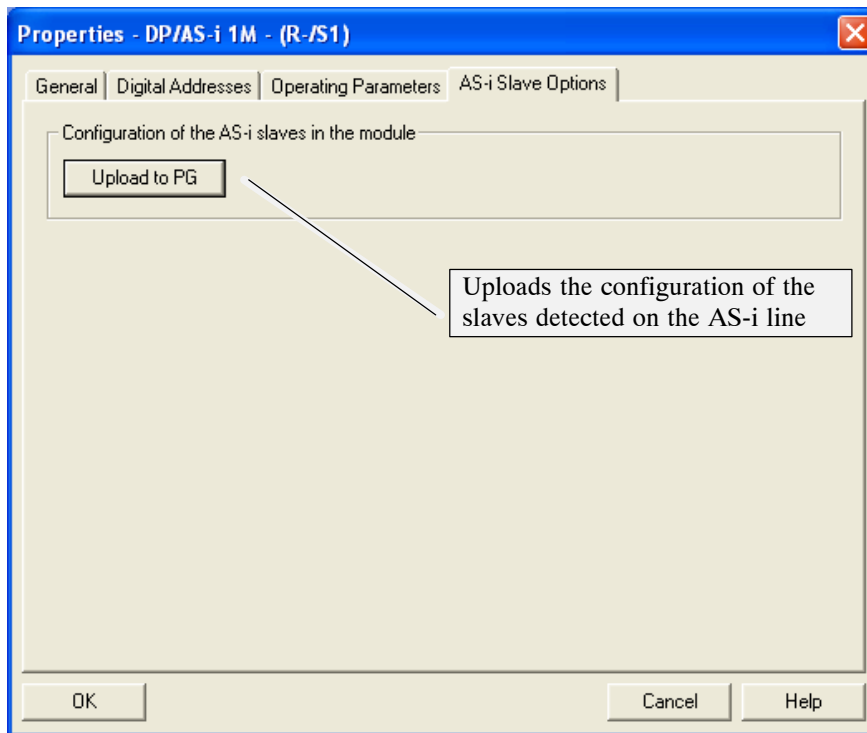 Properties - DP/AS-i 1M - (R-/S1)
General
Digital Addresses
Operating Parameters
AS-i Slave Options
Configuration of the AS-i slaves in the module
Upload to PG
Uploads the configuration of the
slaves detected on the AS-i line
OK
Cancel
Help